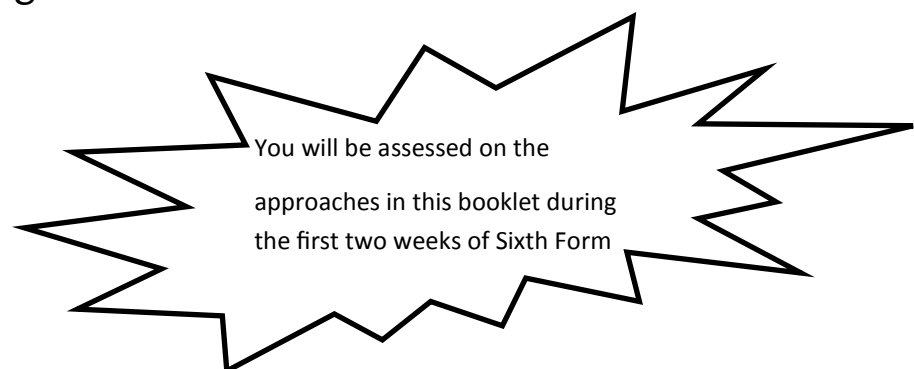 You will be assessed on the
approaches in this booklet during
the first two weeks of Sixth Form